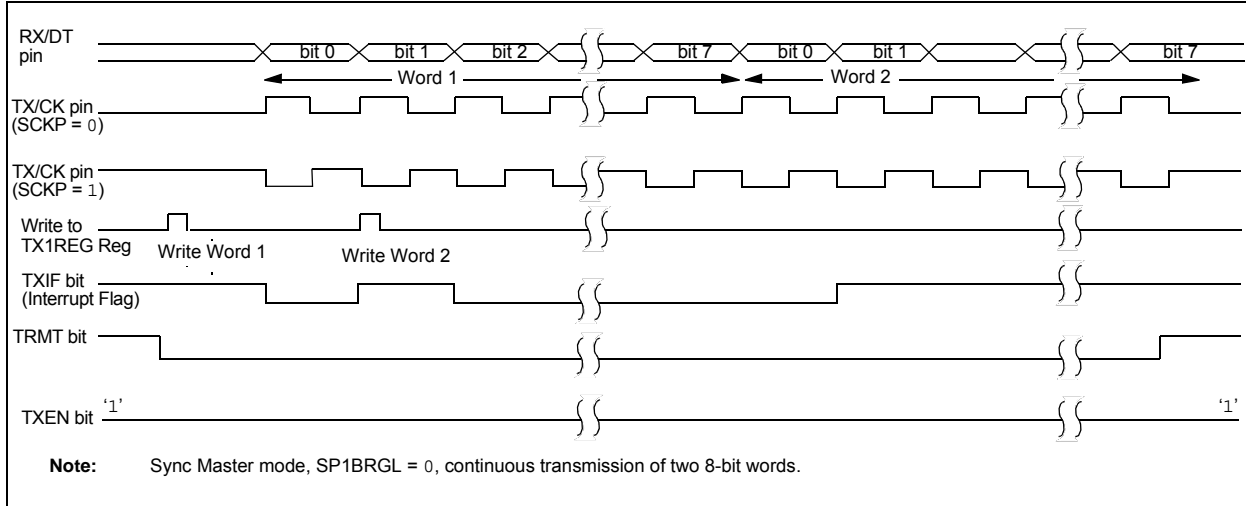 RX/DT
pin
bit 0 bit 1 bit 2 bit 7 bit 0 bit 1 bit 7
Word 1 Word 2
TX/CK pin
(SCKP = 0)
TX/CK pin
(SCKP = 1)
Write to
TX1REG Reg
Write Word 1 Write Word 2
TXIF bit
(Interrupt Flag)
TRMT bit
TXEN bit ‘1’ ‘1’
Note: Sync Master mode, SP1BRGL = 0, continuous transmission of two 8-bit words.